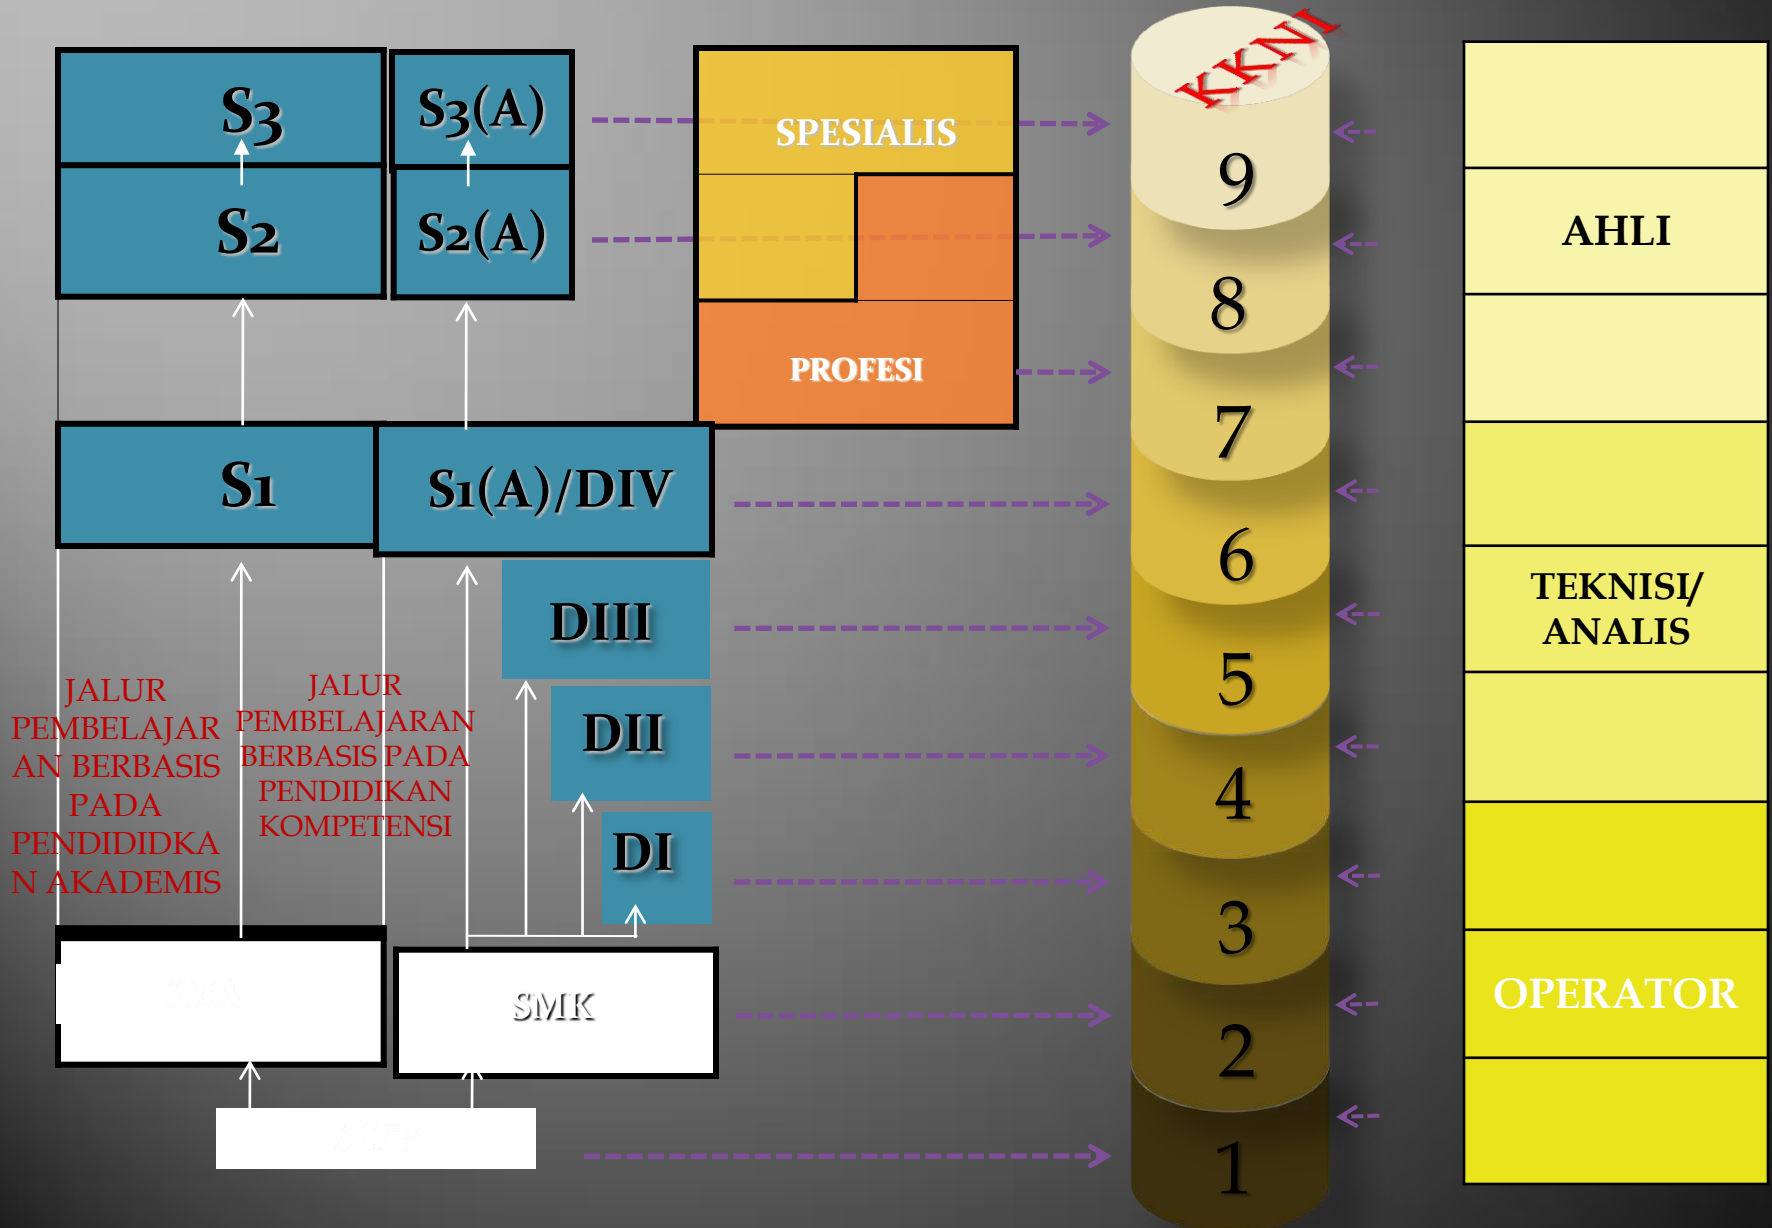 KKNI
S3
S3(A)
SPESIALIS
9
S2
S2(A)
AHLI
8
PROFESI
7
S1
S1(A)/DIV
6
DIII
TEKNISI/
ANALIS
5
JALUR
PEMBELAJAR
AN BERBASIS
PADA
PENDIDIDKA
N AKADEMIS
JALUR
PEMBELAJARAN
BERBASIS PADA
PENDIDIKAN
KOMPETENSI
DII
4
DI
3
SMK
OPERATOR
2
1